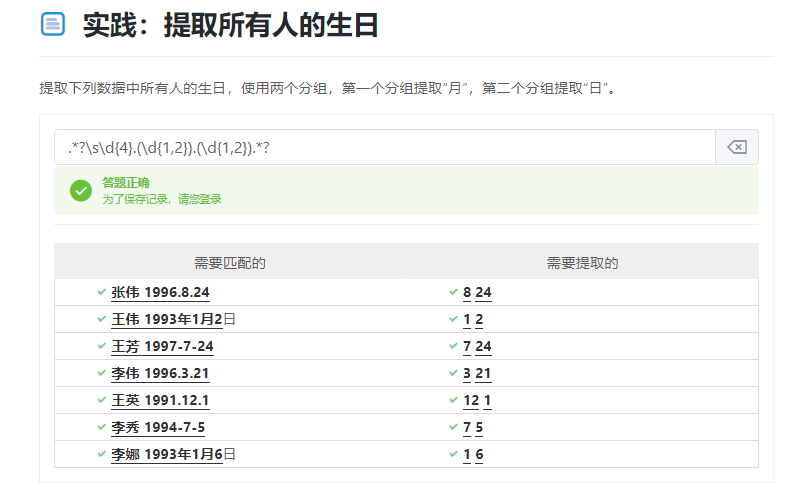 实践：提取所有人的生日
提取下列数据中所有人的生日，使用两个分组，第一个分组提取“月”，第二个分组提取“日”。
.*?\s\d{4}.(\d{1,2}).(\d{1,2}).*?
答题正确
为了保存记录，请您登录
需要匹配的 需要提取的
张伟 1996.8.24 8 24
王伟 1993年1月2日 1 2
王芳 1997-7-24 7 24
李伟 1996.3.21 3 21
王英 1991.12.1 12 1
李秀 1994-7-5 7 5
李娜 1993年1月6日 1 6